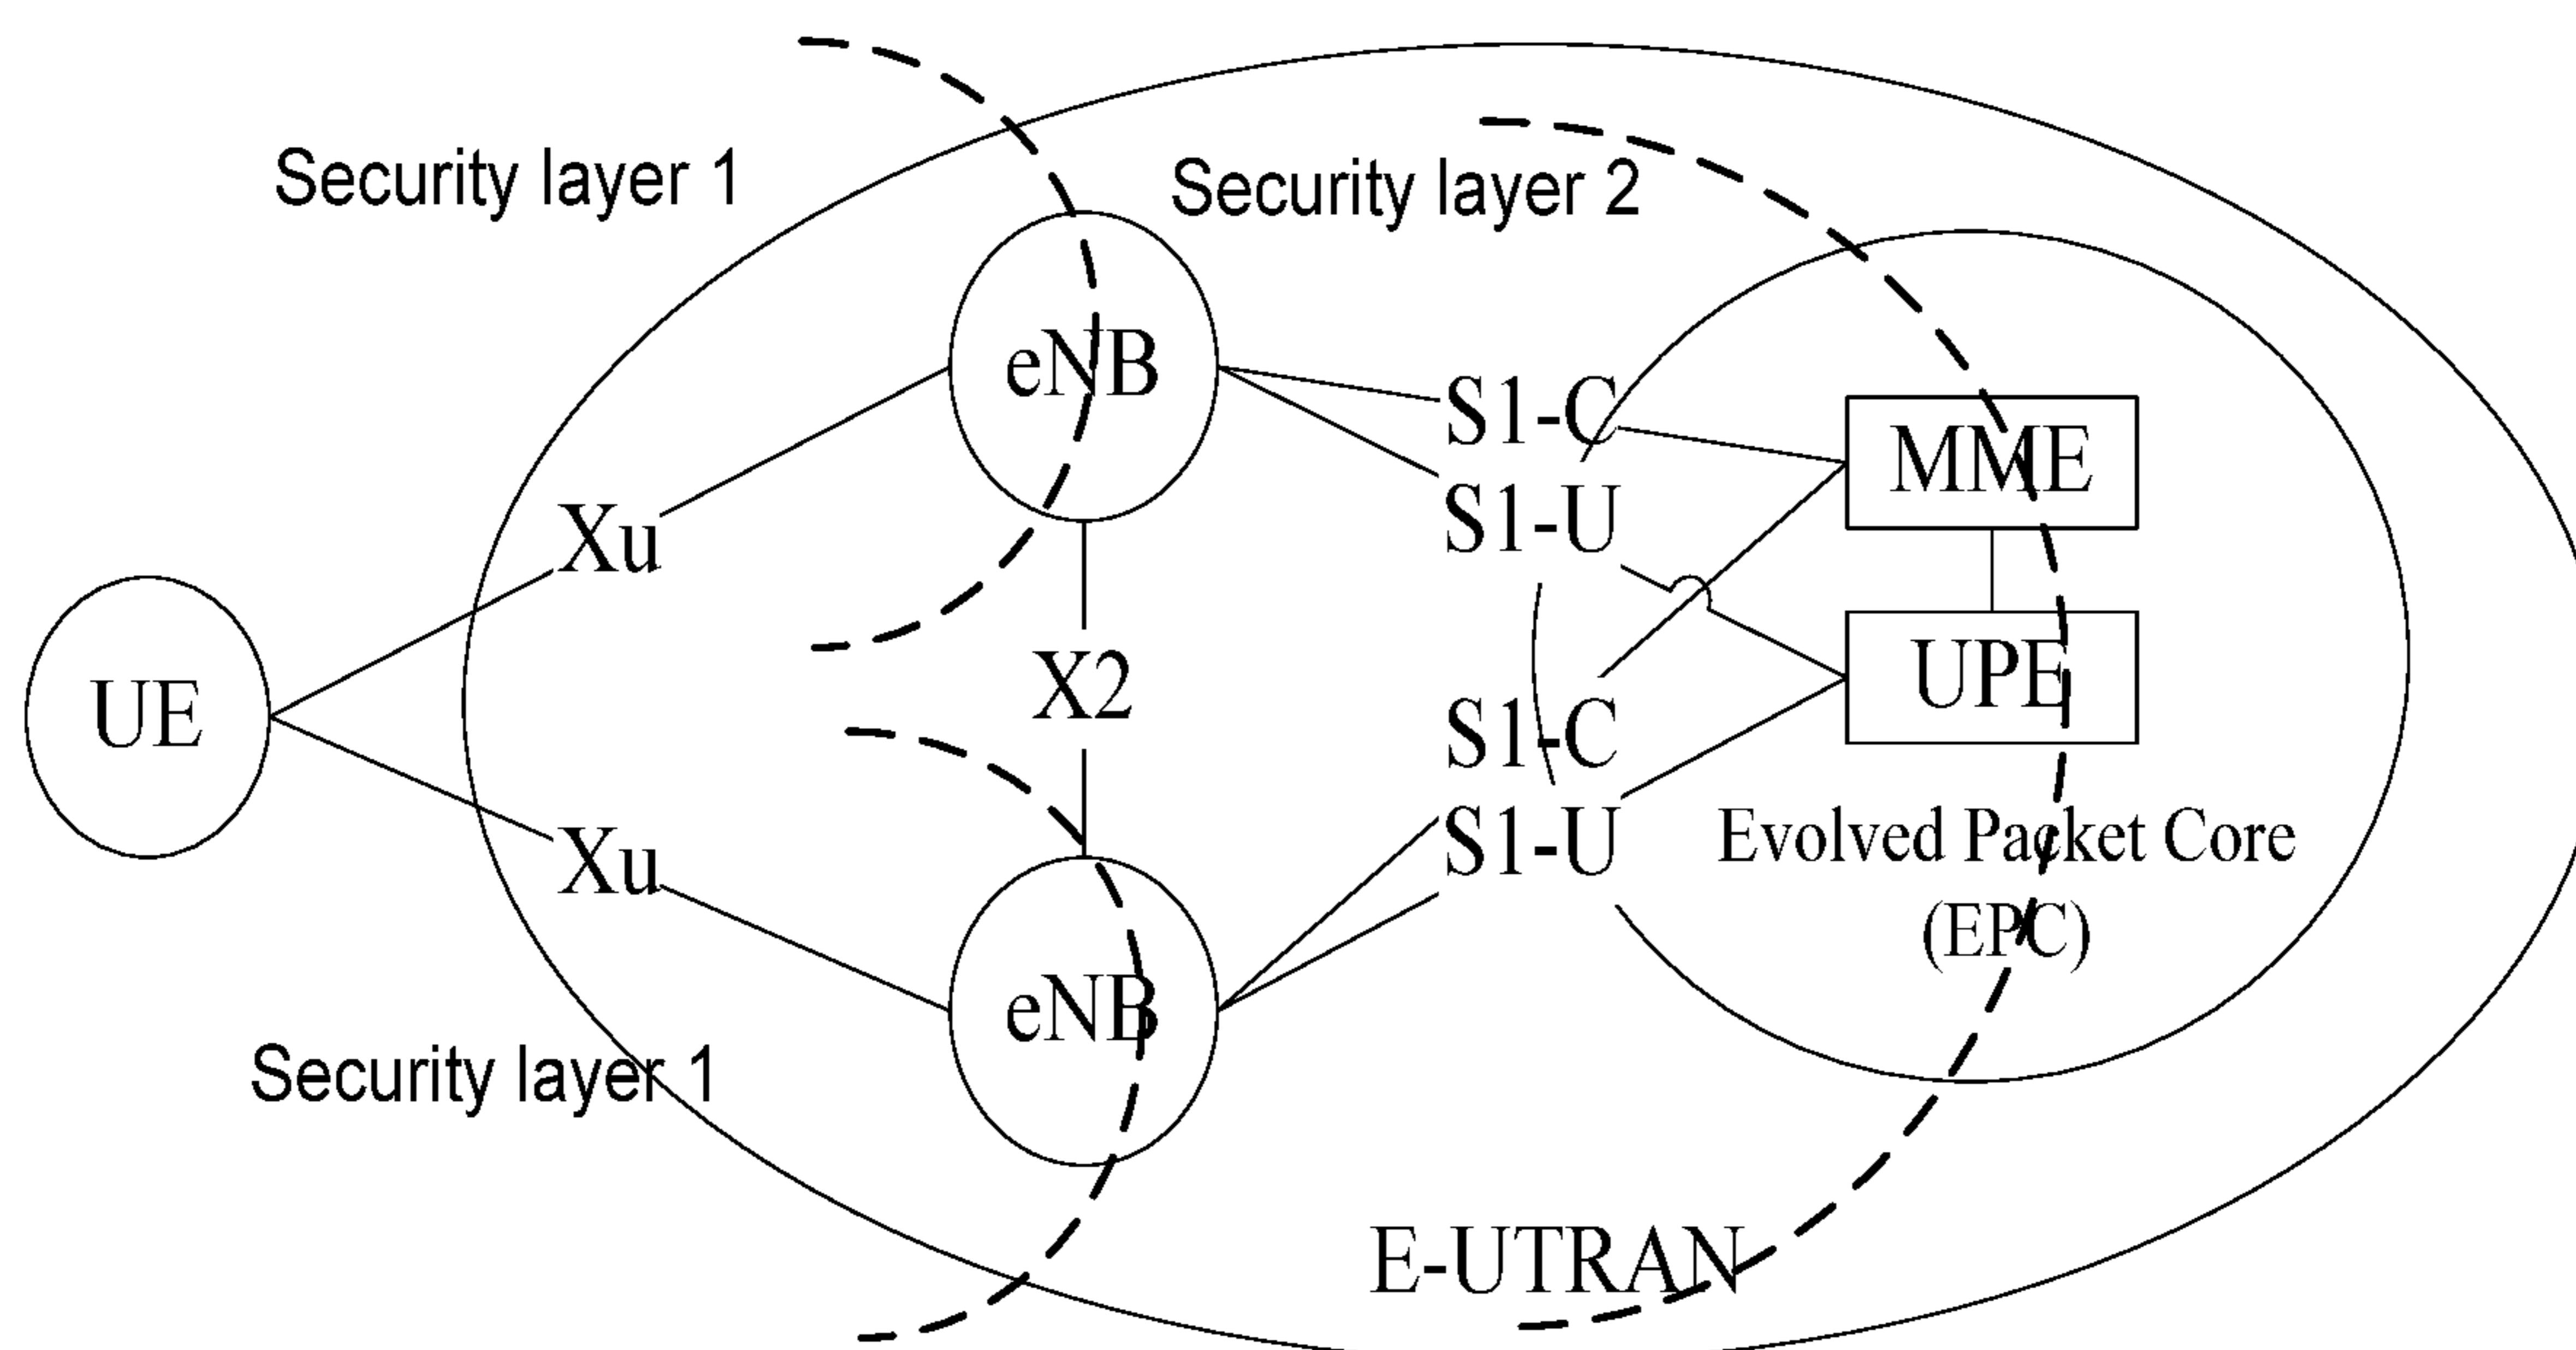 Security layer 1
Security layer 2
eNB
S1-C
MME
S1-U
Xu
UE
X2
UPE
S1-C
Xu
S1-U
Evolved Packet Core
(EPC)
eNB
Security layer 1
E-UTRAN